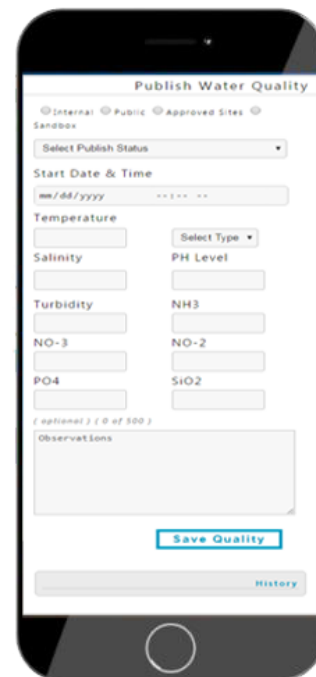 Publish Water Quality
Internal Public Approved Sites
Sandbox
Select Publish Status
Start Date & Time
mm/dd/yyyy --:-- --
Temperature
Select Type
Salinity PH Level
Turbidity NH3
NO-3 NO-2
PO4 SiO2
( optional ) ( 0 of 500 )
Observations
Save Quality
History